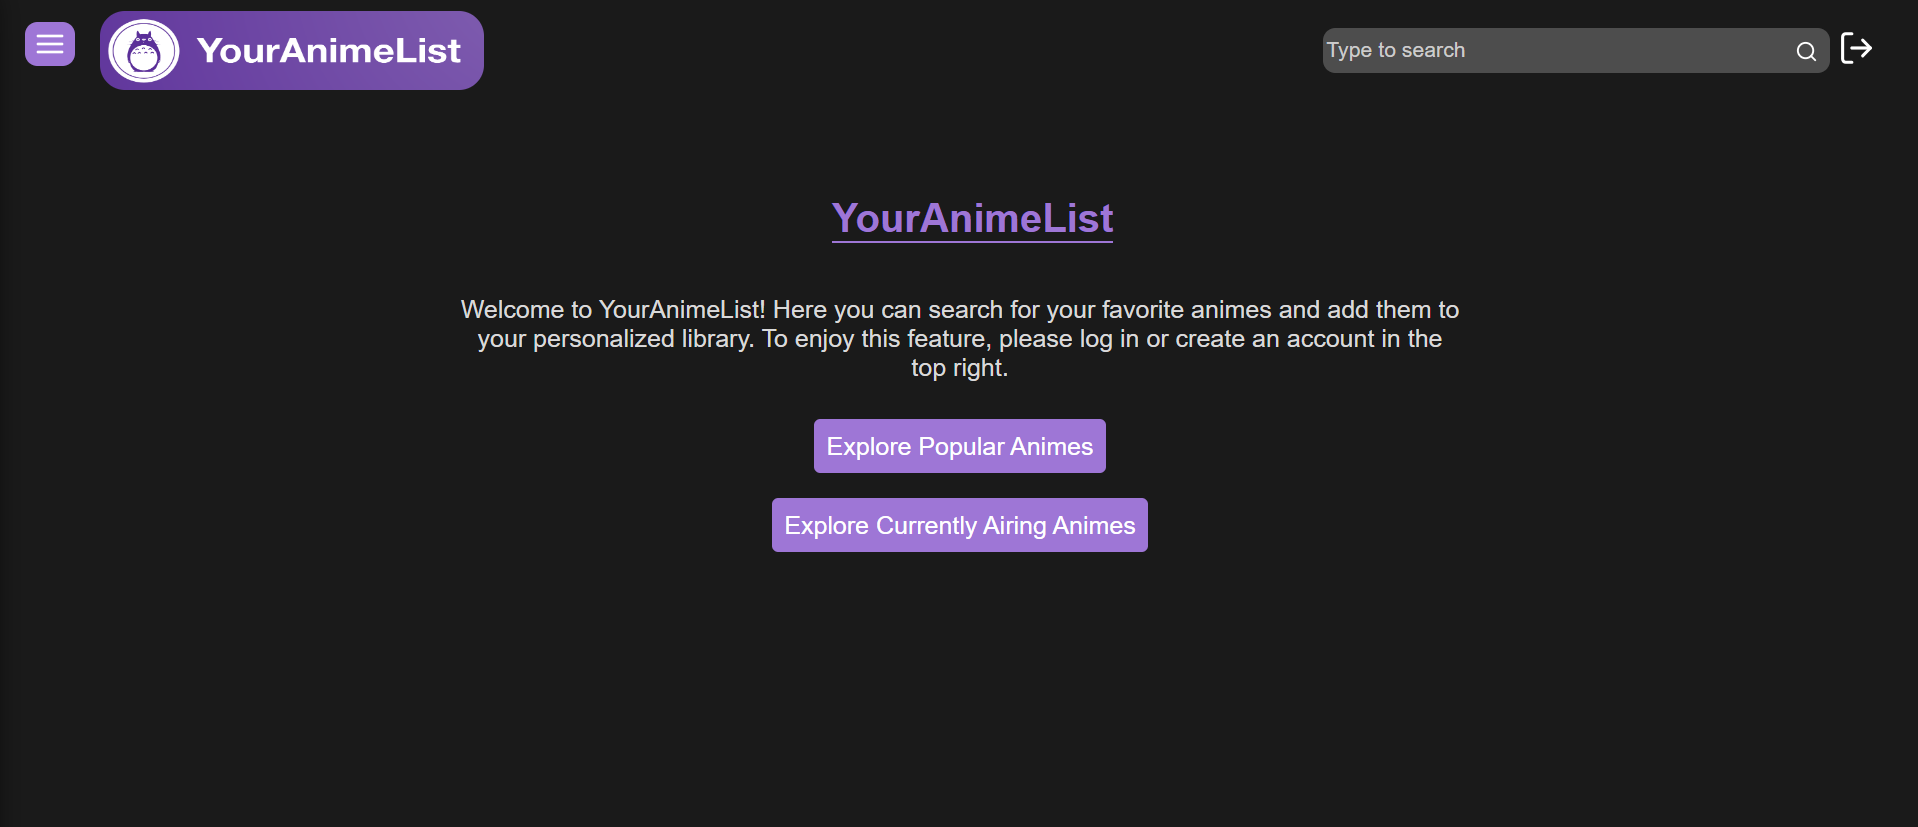 YourAnimeList
Type to search
YourAnimeList
Welcome to YourAnimeList! Here you can search for your favorite animes and add them to
your personalized library. To enjoy this feature, please log in or create an account in the
top right.
Explore Popular Animes
Explore Currently Airing Animes